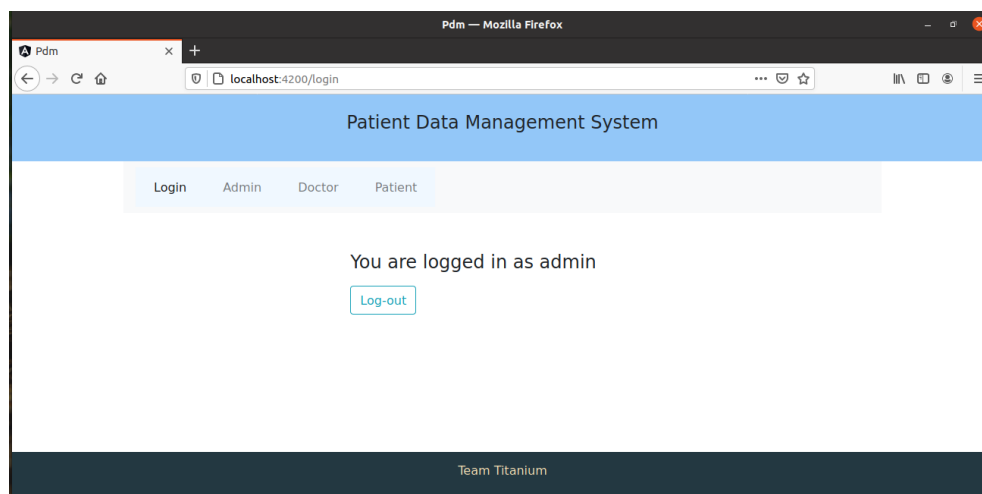 Pdm — Mozilla Firefox
Pdm
localhost:4200/login
Patient Data Management System
Login Admin Doctor Patient
You are logged in as admin
Log-out
Team Titanium